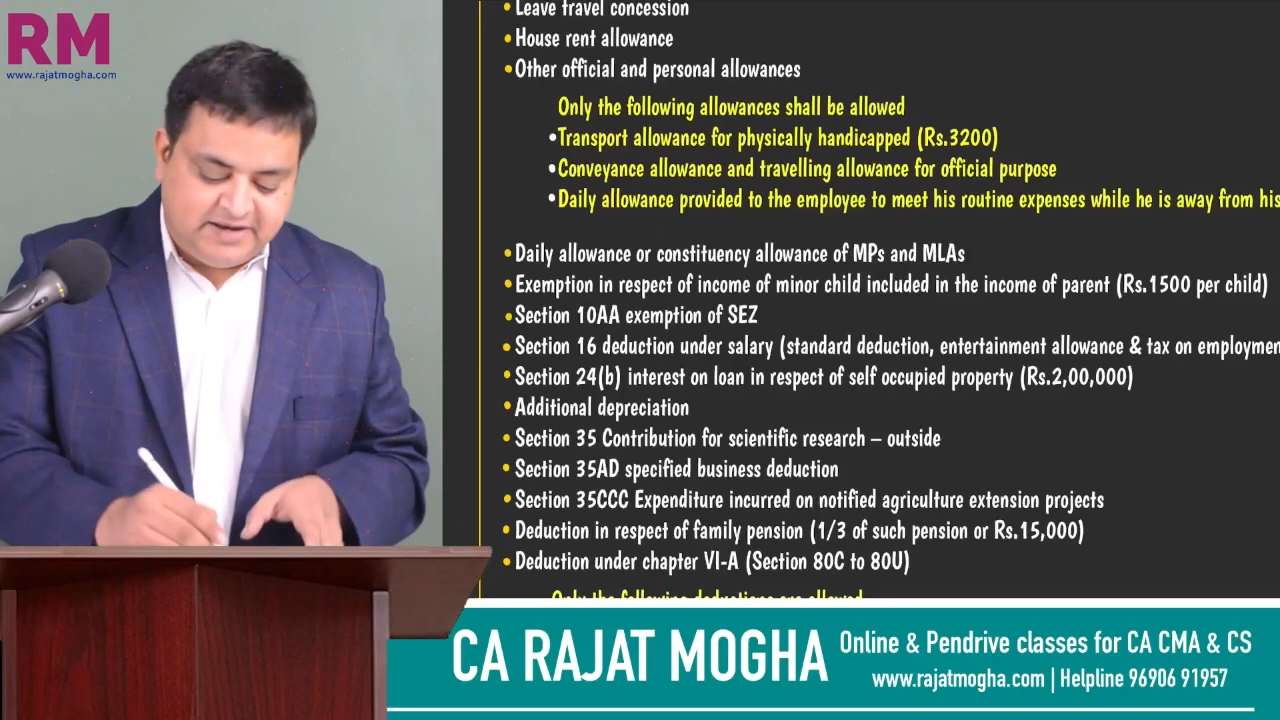 RM
www.rajatmogha.com
• Leave travel concession
• House rent allowance
• Other official and personal allowances
Only the following allowances shall be allowed
• Transport allowance for physically handicapped (Rs.3200)
• Conveyance allowance and travelling allowance for official purpose
• Daily allowance provided to the employee to meet his routine expenses while he is away from his
• Daily allowance or constituency allowance of MPs and MLAs
• Exemption in respect of income of minor child included in the income of parent (Rs.1500 per child)
• Section 10AA exemption of SEZ
• Section 16 deduction under salary (standard deduction, entertainment allowance & tax on employmen
• Section 24(b) interest on loan in respect of self occupied property (Rs.2,00,000)
• Additional depreciation
• Section 35 Contribution for scientific research – outside
• Section 35AD specified business deduction
• Section 35CCC Expenditure incurred on notified agriculture extension projects
• Deduction in respect of family pension (1/3 of such pension or Rs.15,000)
• Deduction under chapter VI-A (Section 80C to 80U)
Only the following deductions are allowed
CA RAJAT MOGHA
Online & Pendrive classes for CA CMA & CS
www.rajatmogha.com | Helpline 96906 91957